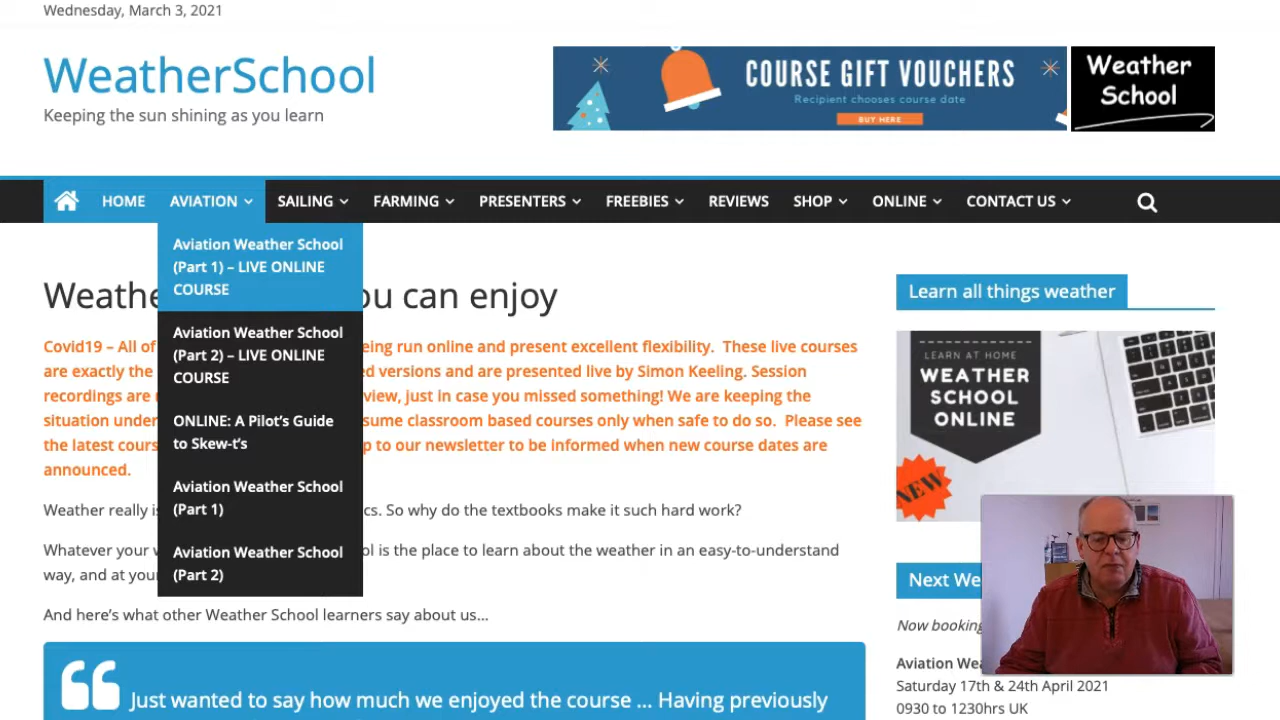 Wednesday, March 3, 2021
WeatherSchool
Keeping the sun shining as you learn
COURSE GIFT VOUCHERS
Recipient chooses course date
BUY HERE
Weather
School
HOME AVIATION SAILING FARMING PRESENTERS FREEBIES REVIEWS SHOP ONLINE CONTACT US
Aviation Weather School
(Part 1) – LIVE ONLINE
COURSE
Aviation Weather School
(Part 2) – LIVE ONLINE
COURSE
ONLINE: A Pilot's Guide
to Skew-t's
Aviation Weather School
(Part 1)
Aviation Weather School
(Part 2)
Weathe ou can enjoy
Covid19 – All of eing run online and present excellent flexibility. These live courses
are exactly the ed versions and are presented live by Simon Keeling. Session
recordings are view, just in case you missed something! We are keeping the
situation under sume classroom based courses only when safe to do so. Please see
the latest cours p to our newsletter to be informed when new course dates are
announced.
Weather really is cs. So why do the textbooks make it such hard work?
Whatever your w ol is the place to learn about the weather in an easy-to-understand
way, and at your
And here's what other Weather School learners say about us...
Just wanted to say how much we enjoyed the course ... Having previously
Learn all things weather
LEARN AT HOME
WEATHER
SCHOOL
ONLINE
NEW
Next We
Now booking
Aviation Wea
Saturday 17th & 24th April 2021
0930 to 1230hrs UK